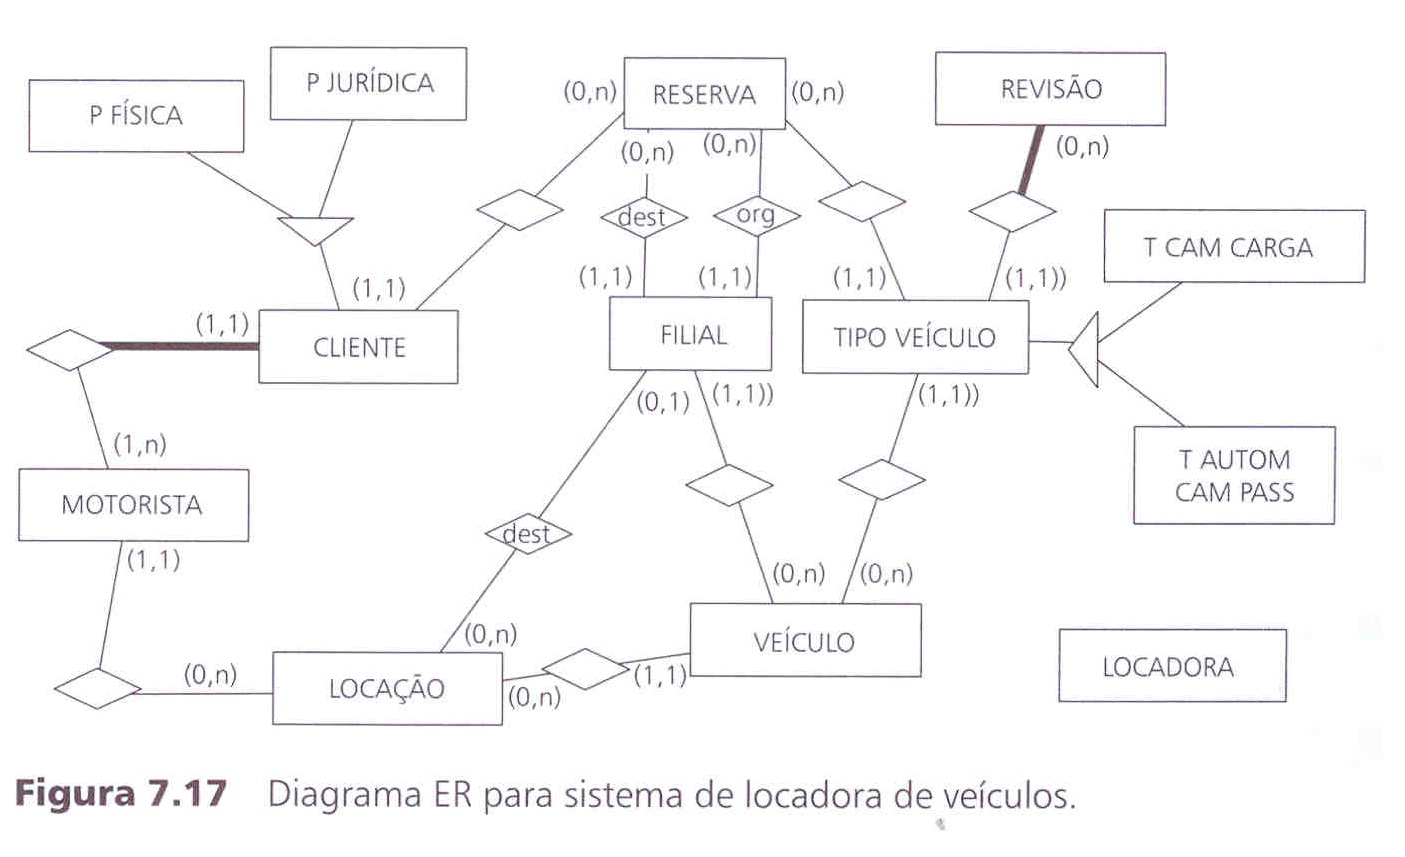 P JURÍDICA
P FÍSICA
(0,n)
RESERVA
(0,n)
REVISÃO
(0,n)
(0,n)
(0,n)
dest
org
T CAM CARGA
(1,1)
(1,1)
(1,1)
(1,1)
(1,1))
(1,1)
CLIENTE
FILIAL
TIPO VEÍCULO
(0,1)
(1,1))
(1,1))
(1,n)
T AUTOM
CAM PASS
MOTORISTA
dest
(1,1)
(0,n)
(0,n)
(0,n)
VEÍCULO
LOCADORA
(0,n)
LOCAÇÃO
(0,n)
(1,1)
Figura 7.17 Diagrama ER para sistema de locadora de veículos.